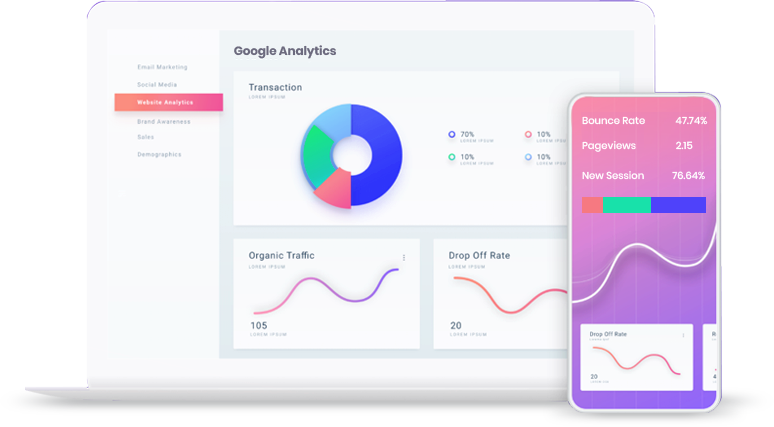 Google Analytics
Email Marketing
Social Media
Website Analytics
Brand Awareness
Sales
Demographics
Transaction
LOREM IPSUM
70%
LOREM IPSUM
10%
LOREM IPSUM
10%
LOREM IPSUM
10%
LOREM IPSUM
Organic Traffic
LOREM IPSUM
105
LOREM IPSUM
Drop Off Rate
LOREM IPSUM
20
LOREM IPSUM
Bounce Rate 47.74%
Pageviews 2.15
New Session 76.64%
Drop Off Rate
20